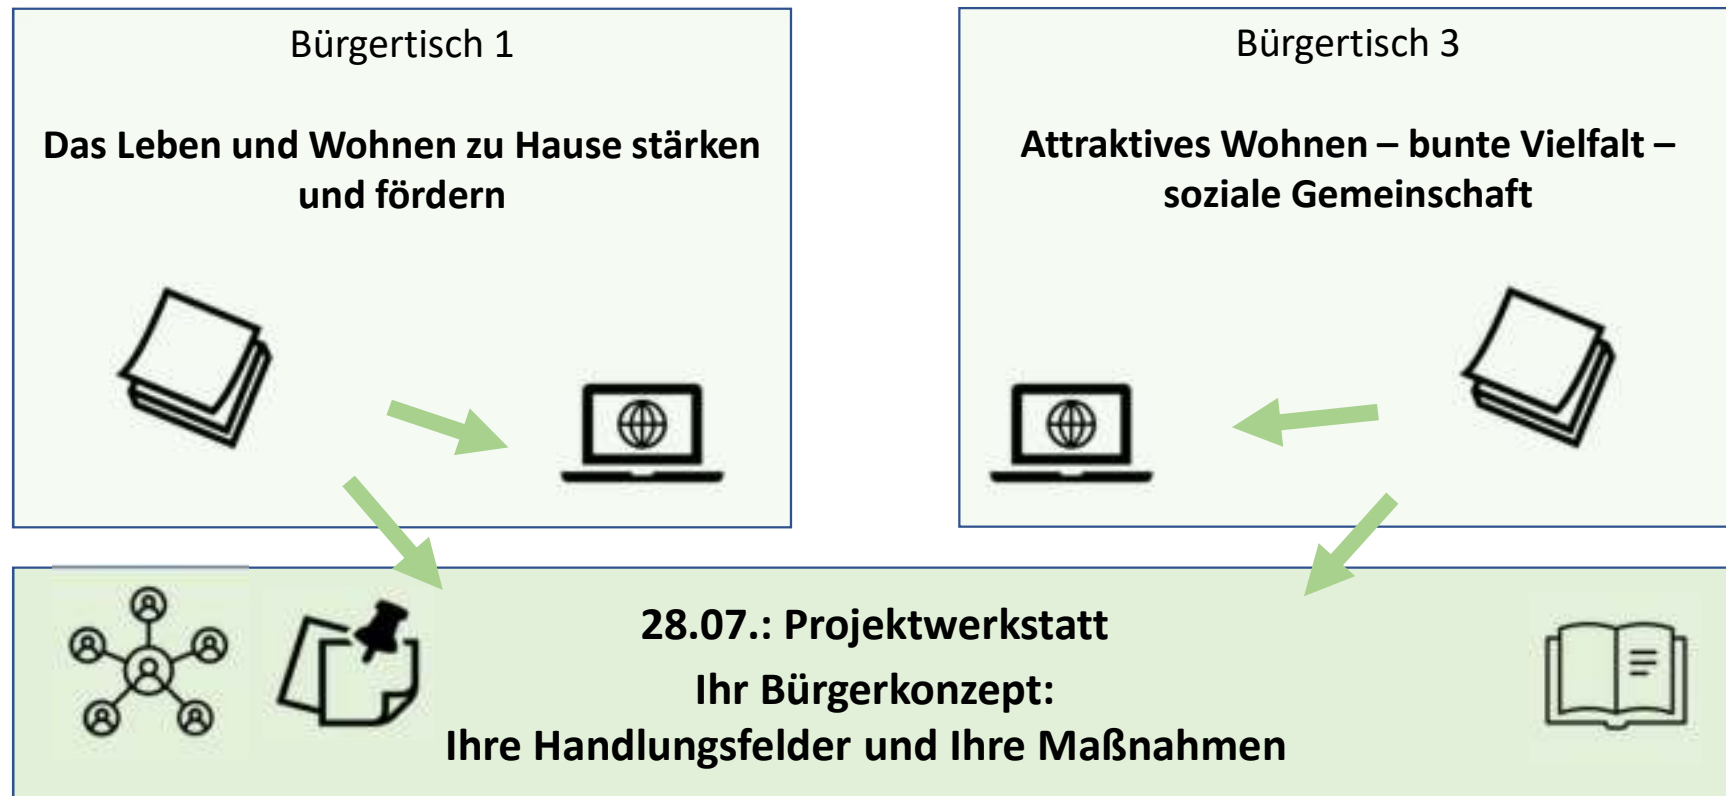 Bürgertisch 1
Das Leben und Wohnen zu Hause stärken
und fördern
Bürgertisch 3
Attraktives Wohnen – bunte Vielfalt –
soziale Gemeinschaft
28.07.: Projektwerkstatt
Ihr Bürgerkonzept:
Ihre Handlungsfelder und Ihre Maßnahmen